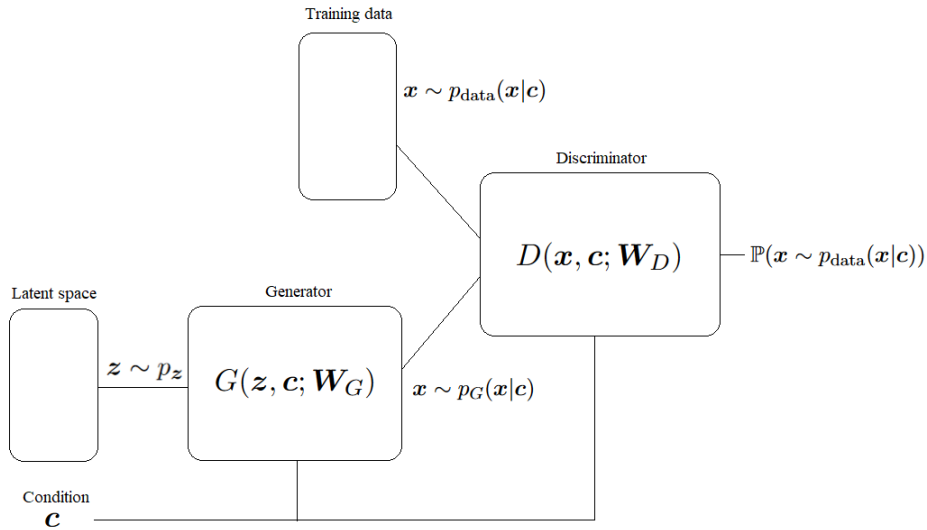 Training data
𝒙 ∼ p_data(𝒙|𝒄)
Discriminator
D(𝒙, 𝒄; 𝑾_D)
ℙ(𝒙 ∼ p_data(𝒙|𝒄))
Latent space
Generator
𝒛 ∼ p_𝒛
G(𝒛, 𝒄; 𝑾_G)
𝒙 ∼ p_G(𝒙|𝒄)
Condition
𝒄